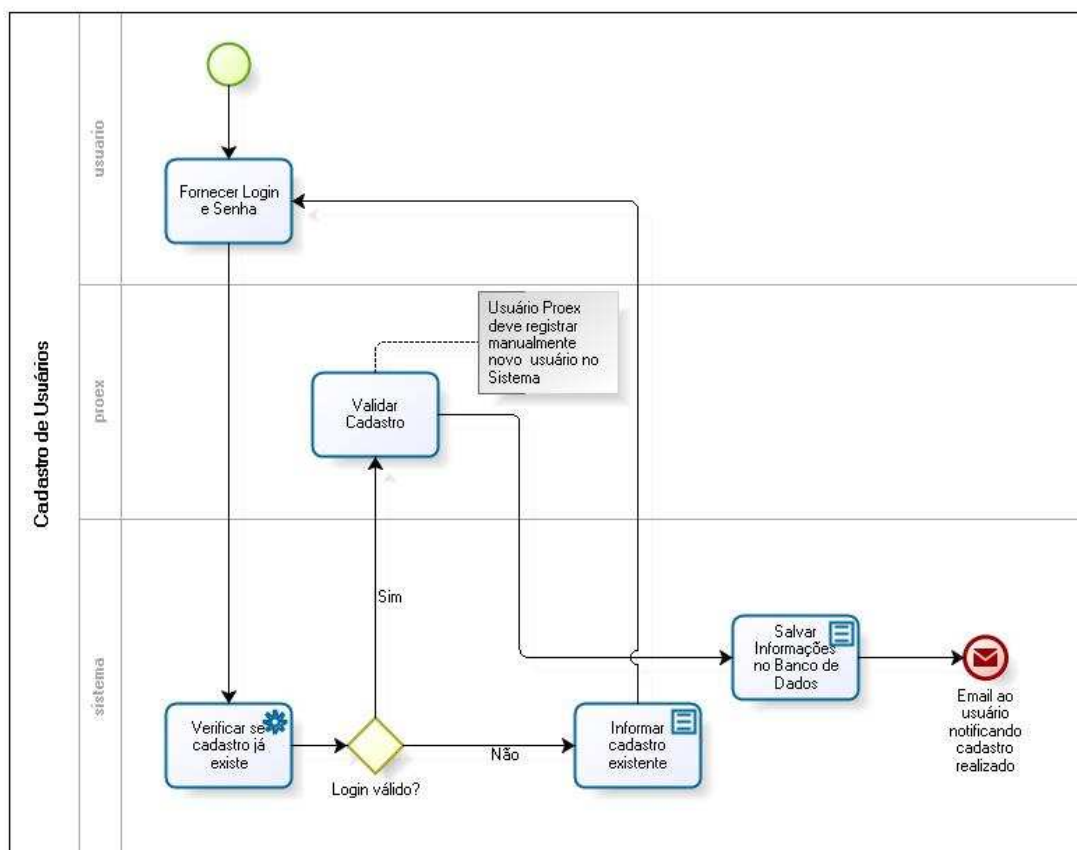 Cadastro de Usuários
usuario
Fornecer Login
e Senha
proex
Usuário Proex
deve registrar
manualmente
novo usuário no
Sistema
Validar
Cadastro
sistema
Sim
Verificar se
cadastro já
existe
Login válido?
Não
Informar
cadastro
existente
Salvar
Informações
no Banco de
Dados
Email ao
usuário
notificando
cadastro
realizado